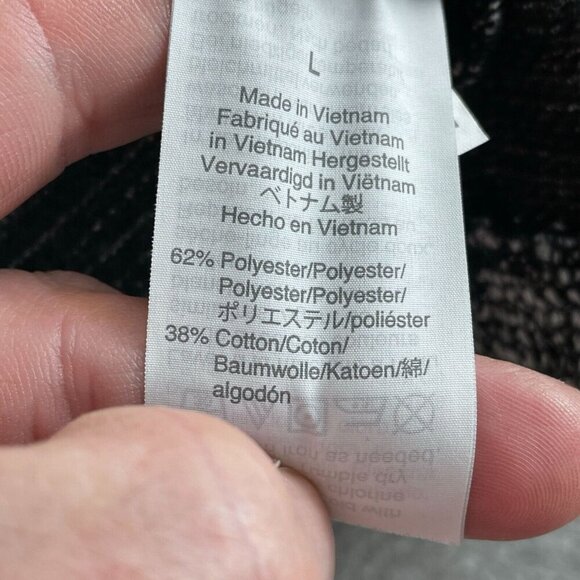 L
Made in Vietnam
Fabriqué au Vietnam
in Vietnam Hergestellt
Vervaardigd in Viëtnam
ベトナム製
Hecho en Vietnam
62% Polyester/Polyester/
Polyester/Polyester/
ポリエステル/poliéster
38% Cotton/Coton/
Baumwolle/Katoen/綿/
algodón